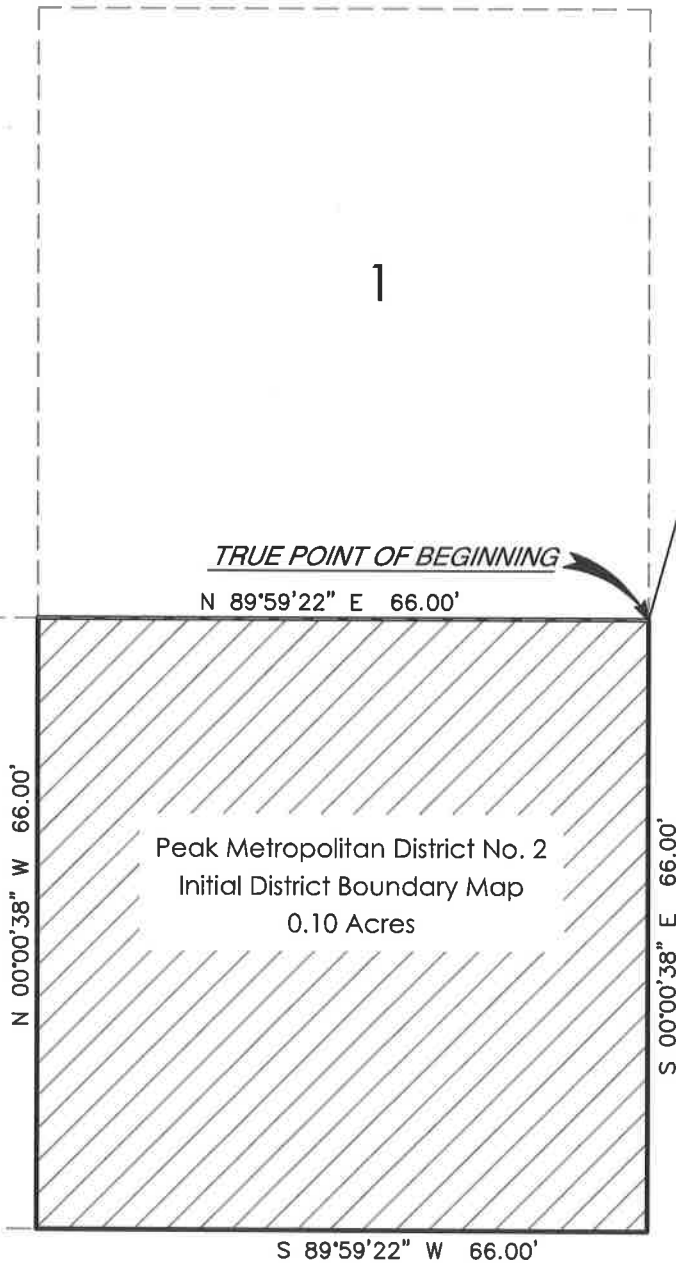 1
TRUE POINT OF BEGINNING
N 89°59'22" E 66.00'
N 00°00'38" W 66.00'
Peak Metropolitan District No. 2
Initial District Boundary Map
0.10 Acres
S 00°00'38" E 66.00'
S 89°59'22" W 66.00'